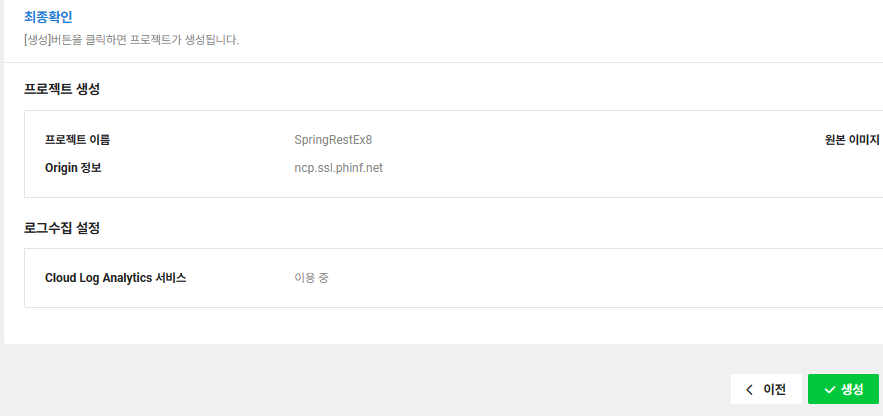 최종확인
[생성]버튼을 클릭하면 프로젝트가 생성됩니다.
프로젝트 생성
프로젝트 이름 SpringRestEx8 원본 이미지
Origin 정보 ncp.ssl.phinf.net
로그수집 설정
Cloud Log Analytics 서비스 이용 중
이전 생성